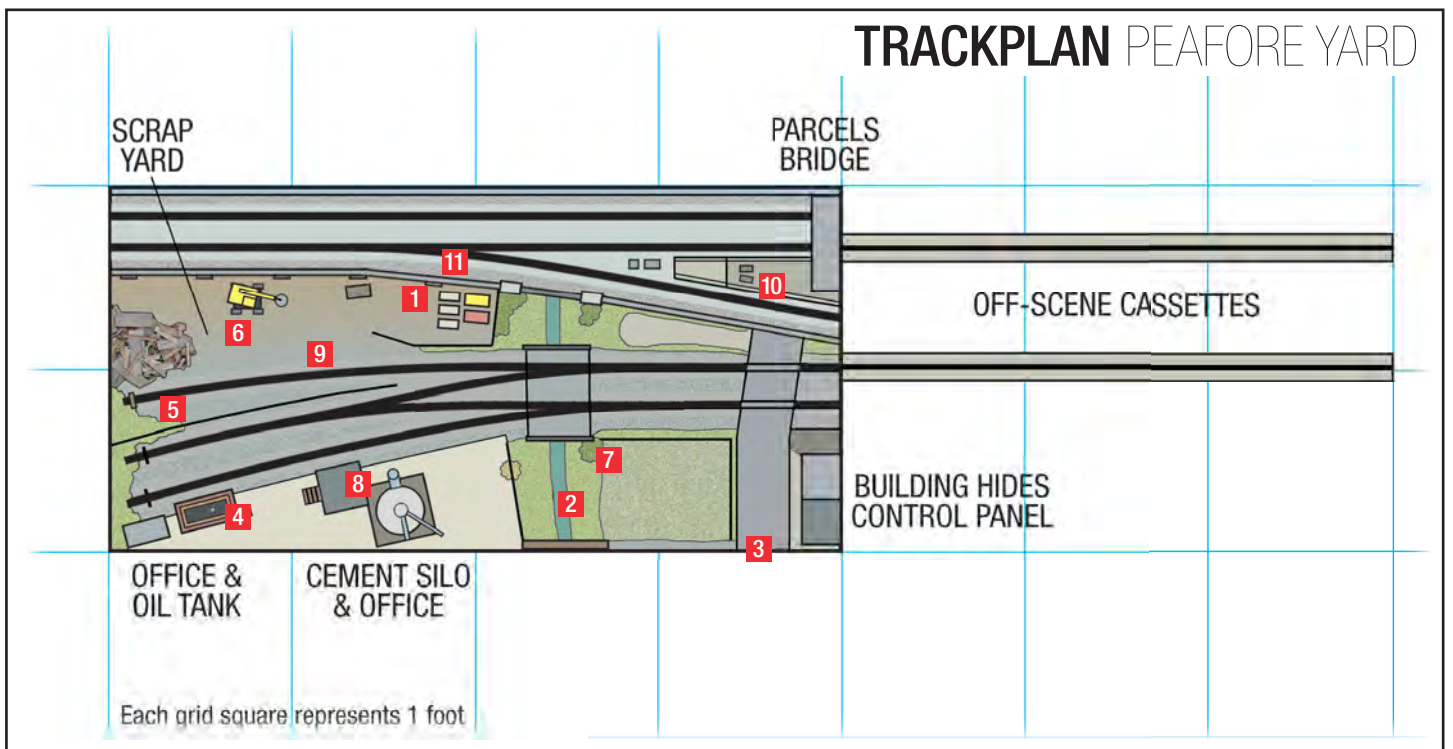 TRACKPLAN PEAFORE YARD
SCRAP
YARD
PARCELS
BRIDGE
11
10
1
OFF-SCENE CASSETTES
6
9
5
7
8
2
4
BUILDING HIDES
CONTROL PANEL
3
OFFICE &
OIL TANK
CEMENT SILO
& OFFICE
Each grid square represents 1 foot